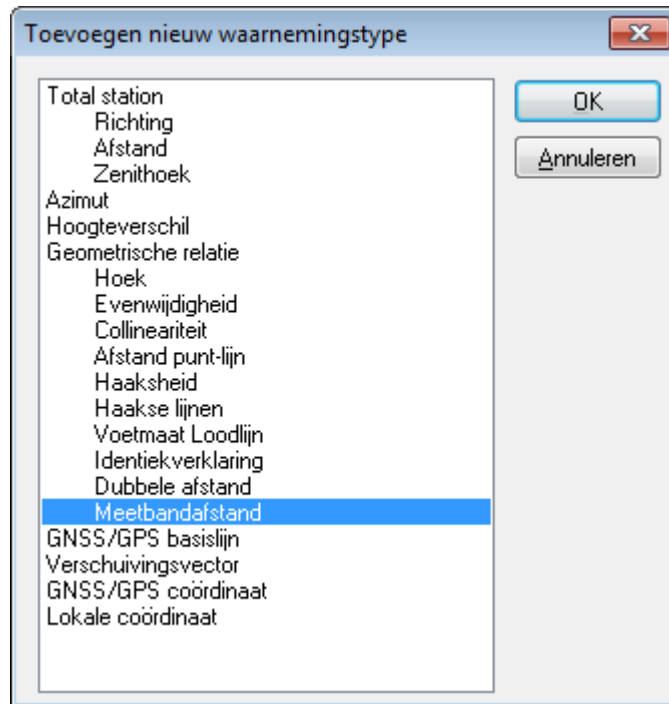 Toevoegen nieuw waarnemingstype
Total station
Richting
Afstand
Zenithoek
Azimut
Hoogteverschil
Geometrische relatie
Hoek
Evenwijdigheid
Collineariteit
Afstand punt-lijn
Haaksheid
Haakse lijnen
Voetmaat Loodlijn
Identiekverklaring
Dubbele afstand
Meetbandafstand
GNSS/GPS basislijn
Verschuivingsvector
GNSS/GPS coördinaat
Lokale coördinaat
OK
Annuleren